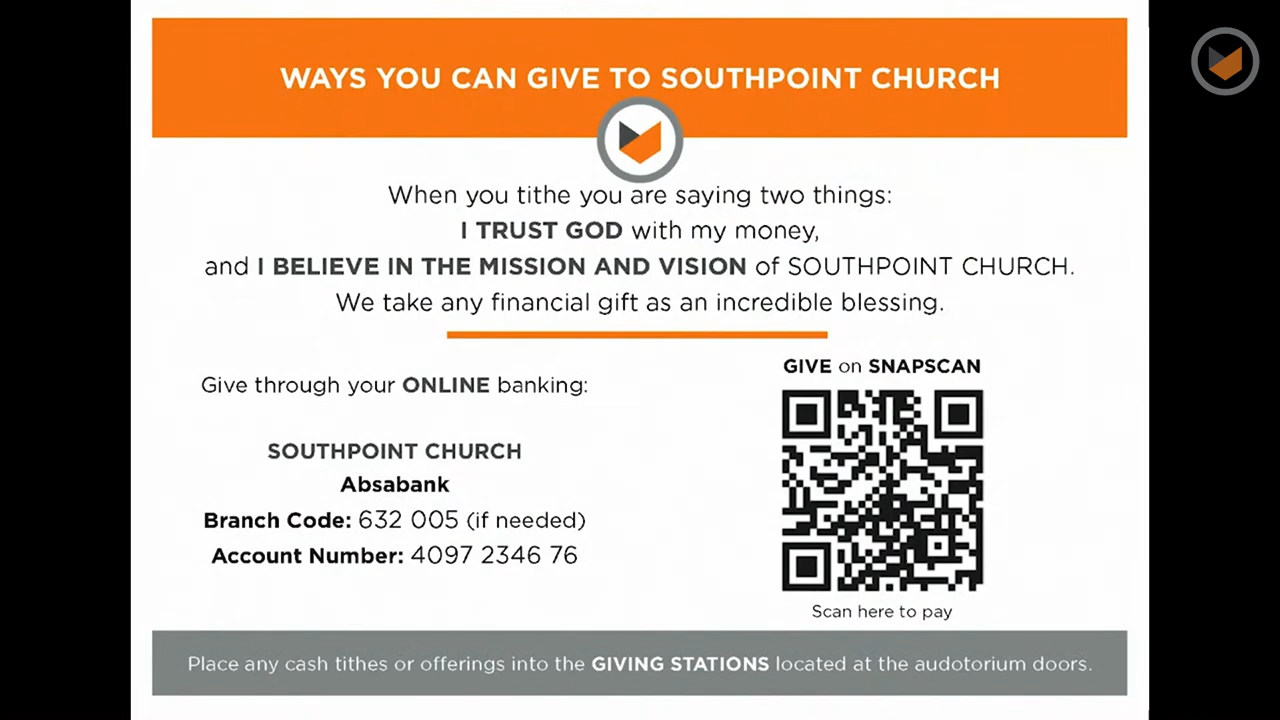 WAYS YOU CAN GIVE TO SOUTHPOINT CHURCH
When you tithe you are saying two things:
I TRUST GOD with my money,
and I BELIEVE IN THE MISSION AND VISION of SOUTHPOINT CHURCH.
We take any financial gift as an incredible blessing.
Give through your ONLINE banking:
SOUTHPOINT CHURCH
Absabank
Branch Code: 632 005 (if needed)
Account Number: 4097 2346 76
GIVE on SNAPSCAN
Scan here to pay
Place any cash tithes or offerings into the GIVING STATIONS located at the audotorium doors.